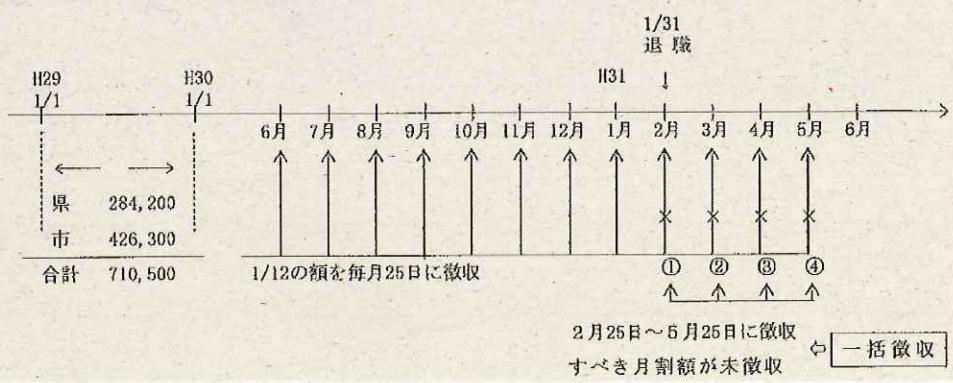 1/31
退職
↓
H29
1/1
H30
1/1
H31
6月 7月 8月 9月 10月 11月 12月 1月 2月 3月 4月 5月 6月
県 284,200
市 426,300
合計 710,500
1/12の額を毎月25日に徴収
① ② ③ ④
2月25日~5月25日に徴収
すべき月割額が未徴収
⇦ 一括徴収